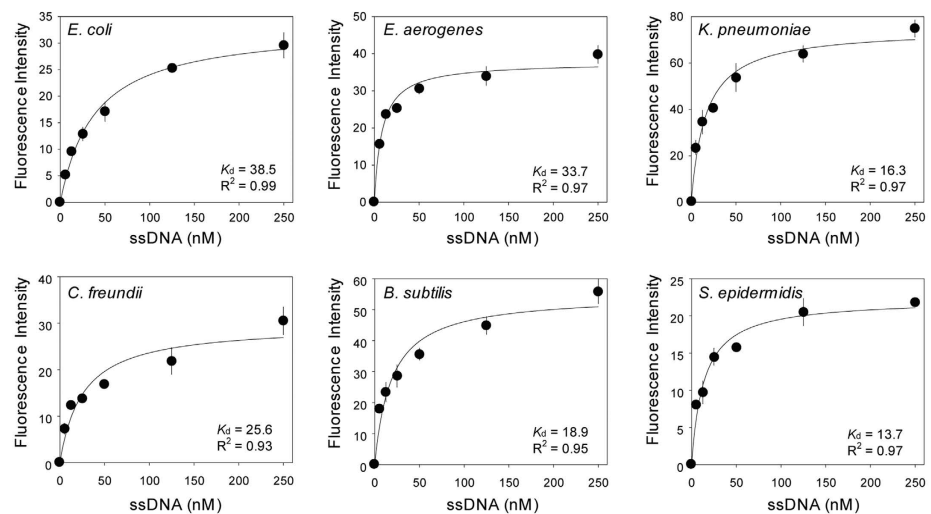 E. coli
Fluorescence Intensity
35
30
25
20
15
10
5
0
Kd = 38.5
R2 = 0.99
0 50 100 150 200 250
ssDNA (nM)
E. aerogenes
Fluorescence Intensity
50
40
30
20
10
0
Kd = 33.7
R2 = 0.97
0 50 100 150 200 250
ssDNA (nM)
K. pneumoniae
Fluorescence Intensity
80
60
40
20
0
Kd = 16.3
R2 = 0.97
0 50 100 150 200 250
ssDNA (nM)
C. freundii
Fluorescence Intensity
40
30
20
10
0
Kd = 25.6
R2 = 0.93
0 50 100 150 200 250
ssDNA (nM)
B. subtilis
Fluorescence Intensity
60
50
40
30
20
10
0
Kd = 18.9
R2 = 0.95
0 50 100 150 200 250
ssDNA (nM)
S. epidermidis
Fluorescence Intensity
25
20
15
10
5
0
Kd = 13.7
R2 = 0.97
0 50 100 150 200 250
ssDNA (nM)